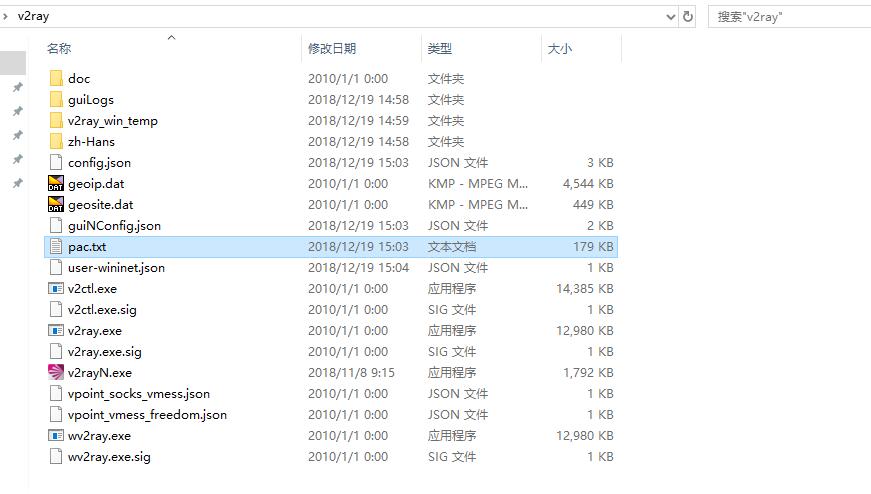 v2ray 搜索"v2ray"
名称 修改日期 类型 大小
doc 2010/1/1 0:00 文件夹
guiLogs 2018/12/19 14:58 文件夹
v2ray_win_temp 2018/12/19 14:59 文件夹
zh-Hans 2018/12/19 14:58 文件夹
config.json 2018/12/19 15:03 JSON 文件 3 KB
geoip.dat 2010/1/1 0:00 KMP - MPEG M... 4,544 KB
geosite.dat 2010/1/1 0:00 KMP - MPEG M... 449 KB
guiNConfig.json 2018/12/19 15:03 JSON 文件 2 KB
pac.txt 2018/12/19 15:03 文本文档 179 KB
user-wininet.json 2018/12/19 15:04 JSON 文件 1 KB
v2ctl.exe 2010/1/1 0:00 应用程序 14,385 KB
v2ctl.exe.sig 2010/1/1 0:00 SIG 文件 1 KB
v2ray.exe 2010/1/1 0:00 应用程序 12,980 KB
v2ray.exe.sig 2010/1/1 0:00 SIG 文件 1 KB
v2rayN.exe 2018/11/8 9:15 应用程序 1,792 KB
vpoint_socks_vmess.json 2010/1/1 0:00 JSON 文件 1 KB
vpoint_vmess_freedom.json 2010/1/1 0:00 JSON 文件 1 KB
wv2ray.exe 2010/1/1 0:00 应用程序 12,980 KB
wv2ray.exe.sig 2010/1/1 0:00 SIG 文件 1 KB